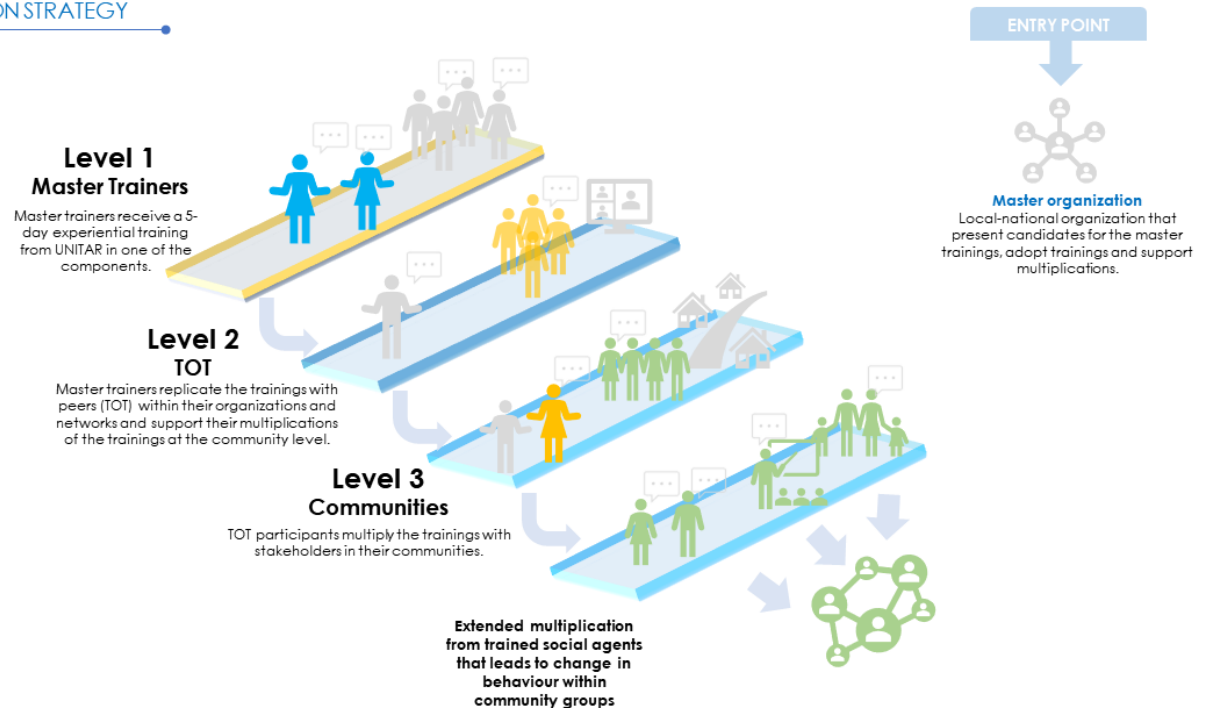 ON STRATEGY
ENTRY POINT
Level 1
Master Trainers
Master trainers receive a 5-
day experiential training
from UNITAR in one of the
components.
Master organization
Local-national organization that
present candidates for the master
trainings, adopt trainings and support
multiplications.
Level 2
TOT
Master trainers replicate the trainings with
peers (TOT) within their organizations and
networks and support their multiplications
of the trainings at the community level.
Level 3
Communities
TOT participants multiply the trainings with
stakeholders in their communities.
Extended multiplication
from trained social agents
that leads to change in
behaviour within
community groups